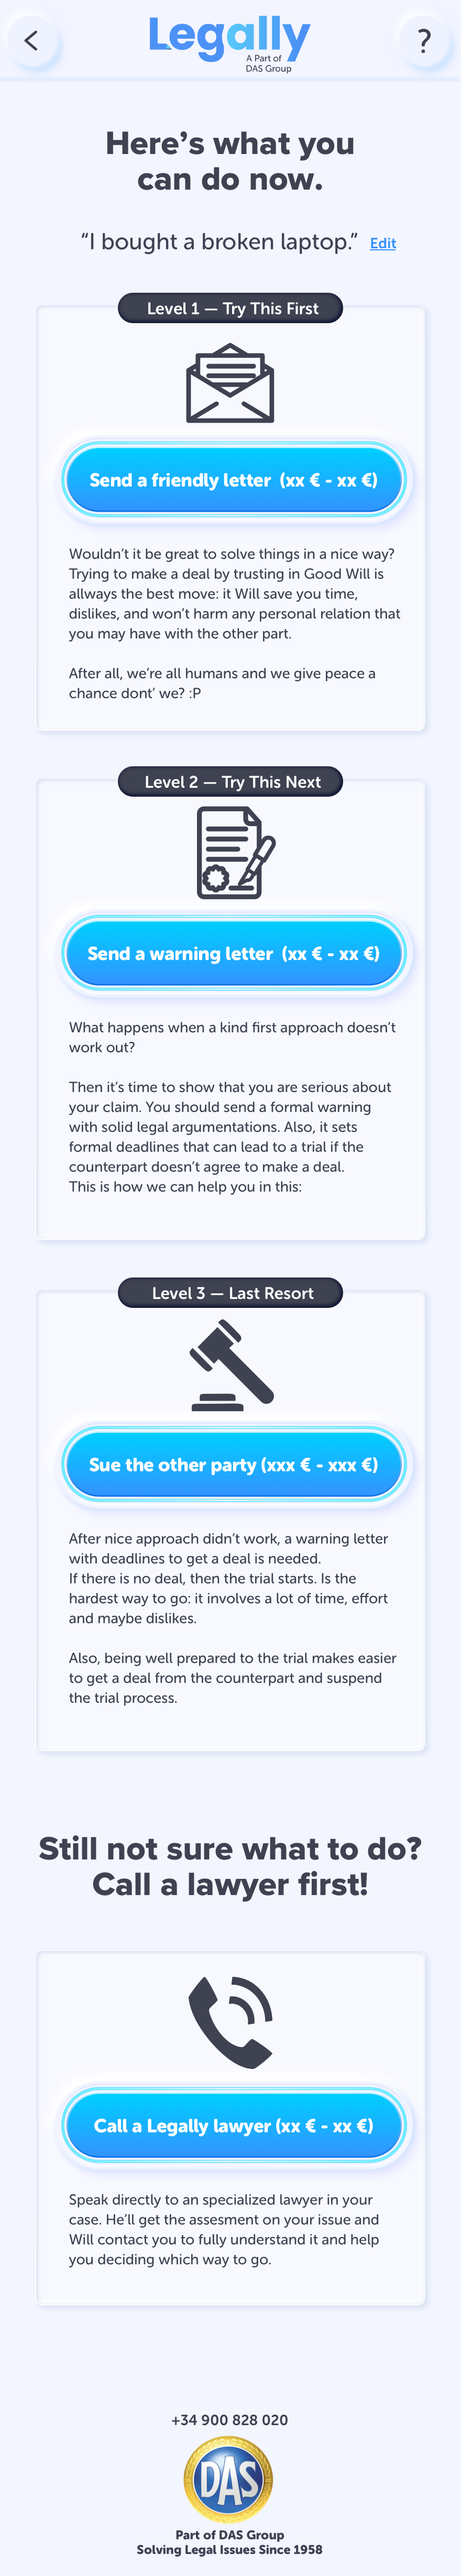 Legally
A Part of
DAS Group
?
Here’s what you
can do now.
“I bought a broken laptop.” Edit
Level 1 — Try This First
Send a friendly letter (xx € - xx €)
Wouldn’t it be great to solve things in a nice way?
Trying to make a deal by trusting in Good Will is
allways the best move: it Will save you time,
dislikes, and won’t harm any personal relation that
you may have with the other part.
After all, we’re all humans and we give peace a
chance dont’ we? :P
Level 2 — Try This Next
Send a warning letter (xx € - xx €)
What happens when a kind first approach doesn’t
work out?
Then it’s time to show that you are serious about
your claim. You should send a formal warning
with solid legal argumentations. Also, it sets
formal deadlines that can lead to a trial if the
counterpart doesn’t agree to make a deal.
This is how we can help you in this:
Level 3 — Last Resort
Sue the other party (xxx € - xxx €)
After nice approach didn’t work, a warning letter
with deadlines to get a deal is needed.
If there is no deal, then the trial starts. Is the
hardest way to go: it involves a lot of time, effort
and maybe dislikes.
Also, being well prepared to the trial makes easier
to get a deal from the counterpart and suspend
the trial process.
Still not sure what to do?
Call a lawyer first!
Call a Legally lawyer (xx € - xx €)
Speak directly to an specialized lawyer in your
case. He’ll get the assesment on your issue and
Will contact you to fully understand it and help
you deciding which way to go.
+34 900 828 020
DAS
Part of DAS Group
Solving Legal Issues Since 1958